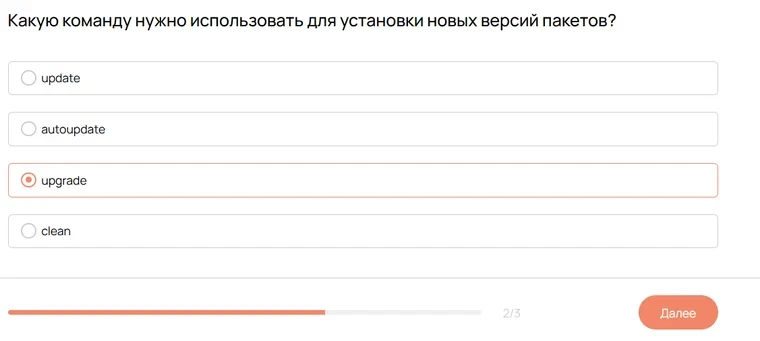 Какую команду нужно использовать для установки новых версий пакетов?
update
autoupdate
upgrade
clean
2/3
Далее